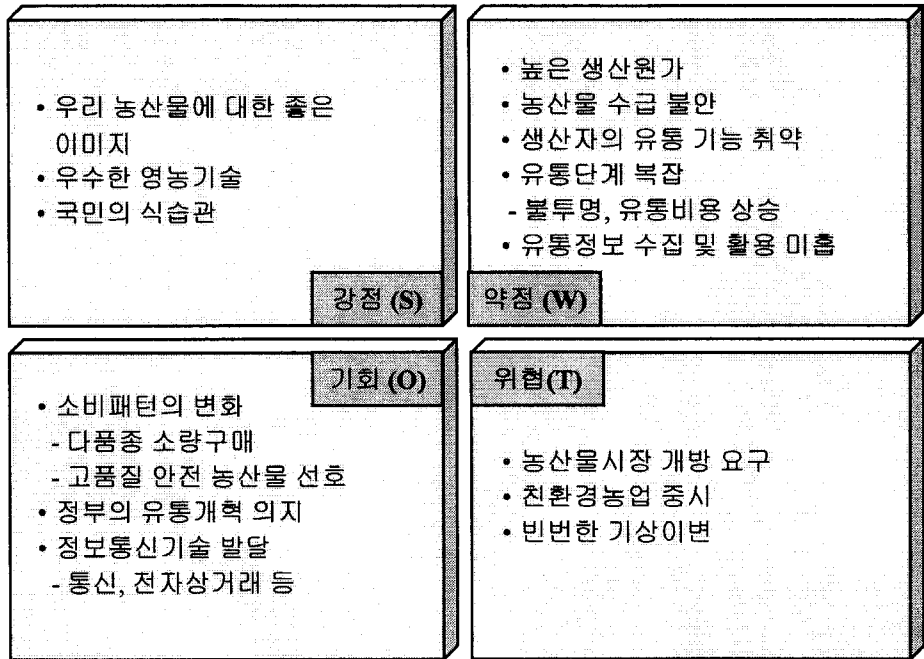 • 우리 농산물에 대한 좋은
이미지
• 우수한 영농기술
• 국민의 식습관
강점 (S)
• 높은 생산원가
• 농산물 수급 불안
• 생산자의 유통 기능 취약
• 유통단계 복잡
- 불투명, 유통비용 상승
• 유통정보 수집 및 활용 미흡
약점 (W)
기회 (O)
• 소비패턴의 변화
- 다품종 소량구매
- 고품질 안전 농산물 선호
• 정부의 유통개혁 의지
• 정보통신기술 발달
- 통신, 전자상거래 등
위협(T)
• 농산물시장 개방 요구
• 친환경농업 중시
• 빈번한 기상이변